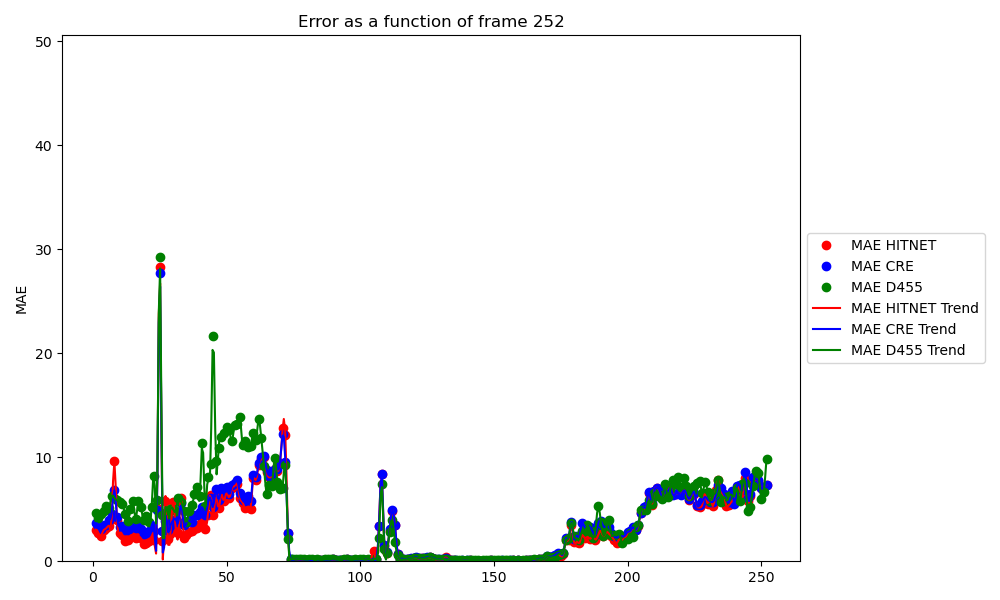 Error as a function of frame 252
50
40
30
20
10
0
MAE
0
50
100
150
200
250
MAE HITNET
MAE CRE
MAE D455
MAE HITNET Trend
MAE CRE Trend
MAE D455 Trend